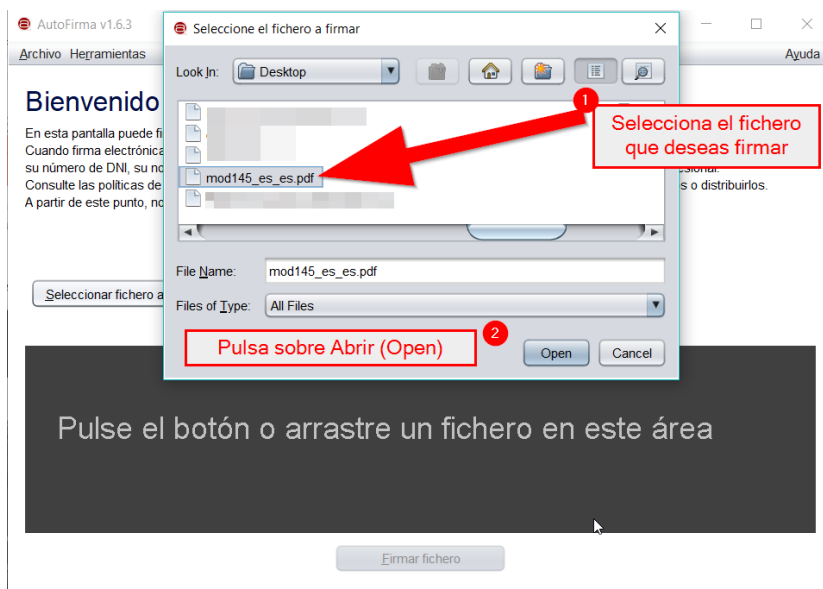 AutoFirma v1.6.3
Archivo Herramientas
Ayuda
Bienvenido
En esta pantalla puede
Cuando firma electrónica
su número de DNI, su
Consulte las políticas de
s o distribuirlos.
A partir de este punto,
Seleccionar fichero a
Seleccione el fichero a firmar
Look In: Desktop
1
Selecciona el fichero
que deseas firmar
mod145_es_es.pdf
File Name: mod145_es_es.pdf
Files of Type: All Files
Pulsa sobre Abrir (Open)
2
Open Cancel
Pulse el botón o arrastre un fichero en este área
Firmar fichero